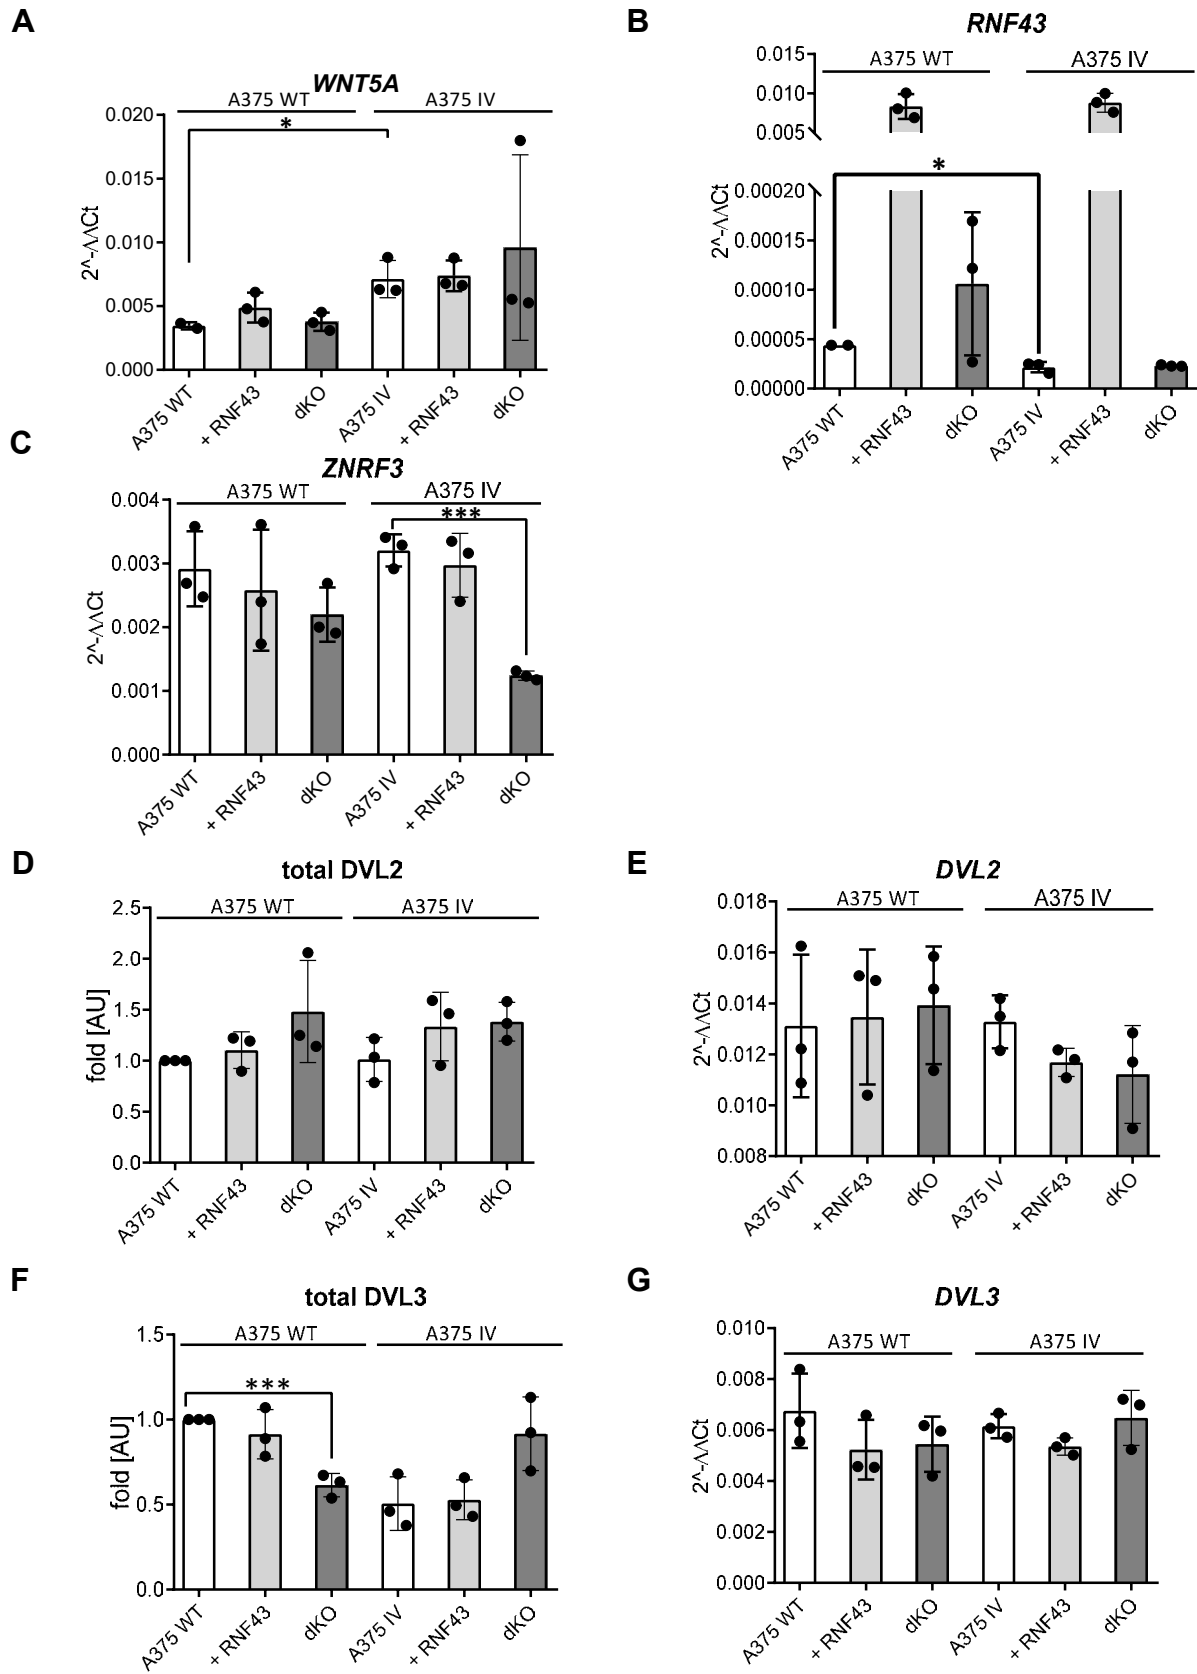 A
WNT5A
A375 WT
A375 IV
*
2^-ΛΛCt
0.020
0.015
0.010
0.005
0.000
A375 WT
+ RNF43
dKO
A375 IV
+ RNF43
dKO
B
RNF43
A375 WT
A375 IV
*
2^-ΛΛCt
0.015
0.010
0.005
0.00020
0.00015
0.00010
0.00005
0.00000
A375 WT
+ RNF43
dKO
A375 IV
+ RNF43
dKO
C
ZNRF3
A375 WT
A375 IV
***
2^-ΛΛCt
0.004
0.003
0.002
0.001
0.000
A375 WT
+ RNF43
dKO
A375 IV
+ RNF43
dKO
D
total DVL2
A375 WT
A375 IV
fold [AU]
2.5
2.0
1.5
1.0
0.5
0.0
A375 WT
+ RNF43
dKO
A375 IV
+ RNF43
dKO
E
DVL2
A375 WT
A375 IV
2^-ΛΛCt
0.018
0.016
0.014
0.012
0.010
0.008
A375 WT
+ RNF43
dKO
A375 IV
+ RNF43
dKO
F
total DVL3
A375 WT
A375 IV
***
fold [AU]
1.5
1.0
0.5
0.0
A375 WT
+ RNF43
dKO
A375 IV
+ RNF43
dKO
G
DVL3
A375 WT
A375 IV
2^-ΛΛCt
0.010
0.008
0.006
0.004
0.002
0.000
A375 WT
+ RNF43
dKO
A375 IV
+ RNF43
dKO